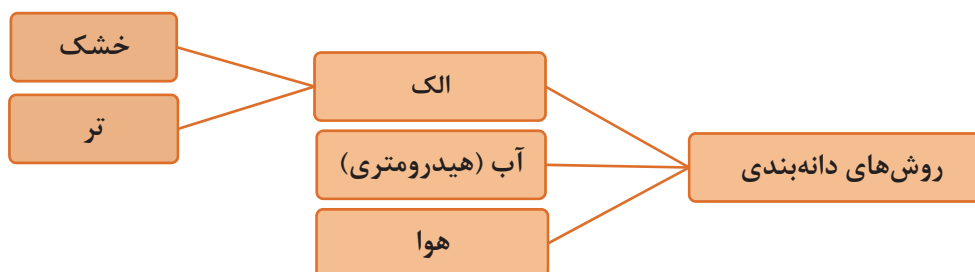 روش‌های دانه‌بندی
الک
آب (هیدرومتری)
هوا
خشک
تر